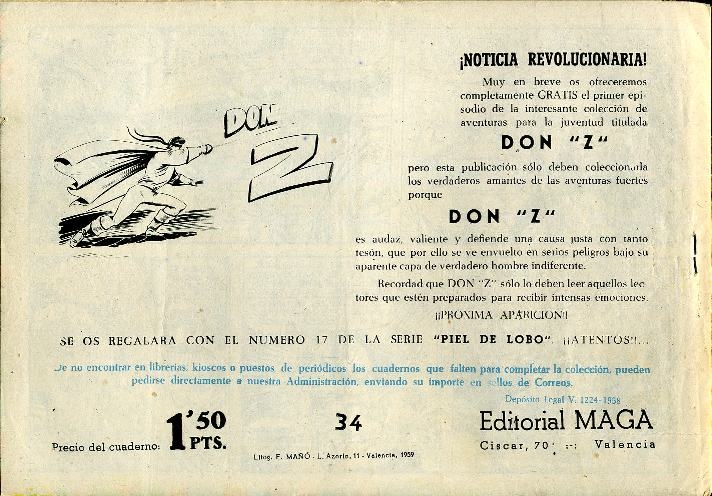 ¡NOTICIA REVOLUCIONARIA!
Muy en breve os ofreceremos
completamente GRATIS el primer epi-
sodio de la interesante colección de
aventuras para la juventud titulada
DON "Z"
pero esta publicación sólo deben coleccionarla
los verdaderos amantes de las aventuras fuertes
porque
DON "Z"
es audaz, valiente y defiende una causa justa con tanto
tesón, que por ello se ve envuelto en serios peligros bajo su
aparente capa de verdadero hombre indiferente.
Recordad que DON "Z" sólo lo deben leer aquellos lec-
tores que estén preparados para recibir intensas emociones.
¡¡PROXIMA APARICION!!
DON
Z
SE OS REGALARA CON EL NUMERO 17 DE LA SERIE "PIEL DE LOBO". ¡¡ATENTOS!!...
De no encontrar en librerías, kioscos o puestos de periódicos los cuadernos que falten para completar la colección, pueden
pedirse directamente a nuestra Administración, enviando su importe en sellos de Correos.
Depósito Legal V. 1224-1958
Precio del cuaderno: 1'50 PTS.
34
Editorial MAGA
Ciscar, 70 :-: Valencia
Litog. E. MAÑÓ - L. Azorín, 11 - Valencia, 1959